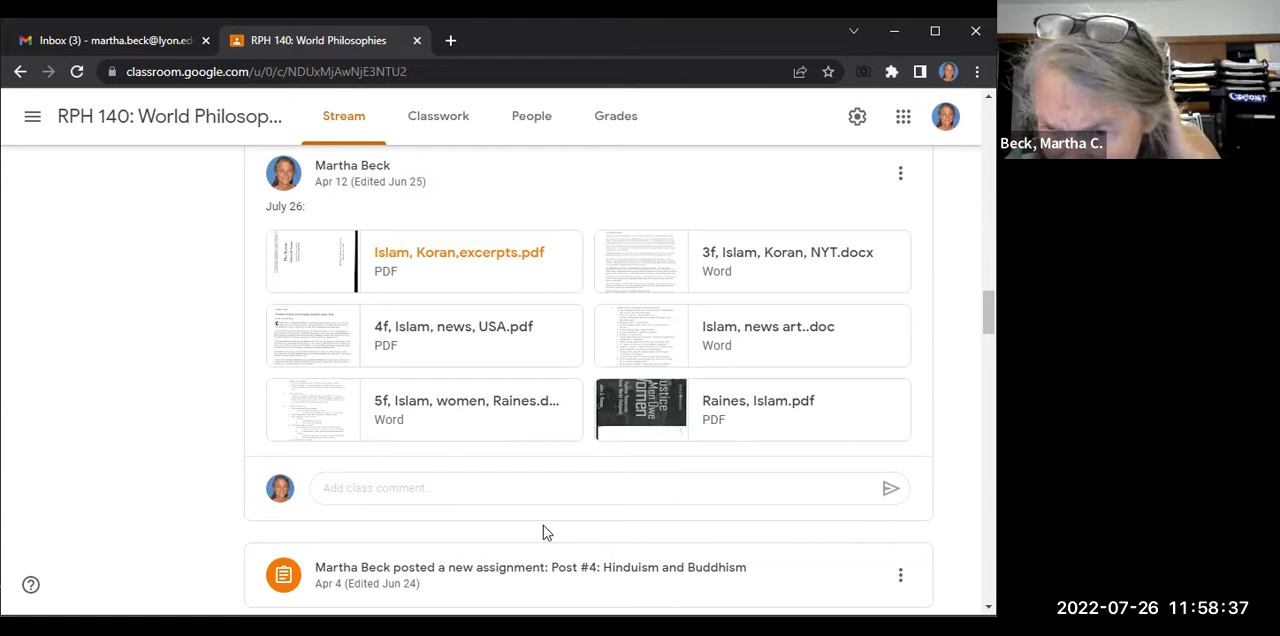 Inbox (3) - martha.beck@lyon.ed
RPH 140: World Philosophies
classroom.google.com/u/0/c/NDUxMjAwNjE3NTU2
RPH 140: World Philosop...
Stream
Classwork
People
Grades
Beck, Martha C.
Martha Beck
Apr 12 (Edited Jun 25)
July 26:
Islam, Koran,excerpts.pdf
PDF
3f, Islam, Koran, NYT.docx
Word
4f, Islam, news, USA.pdf
PDF
Islam, news art..doc
Word
5f, Islam, women, Raines.d...
Word
Raines, Islam.pdf
PDF
Add class comment...
Martha Beck posted a new assignment: Post #4: Hinduism and Buddhism
Apr 4 (Edited Jun 24)
2022-07-26 11:58:37